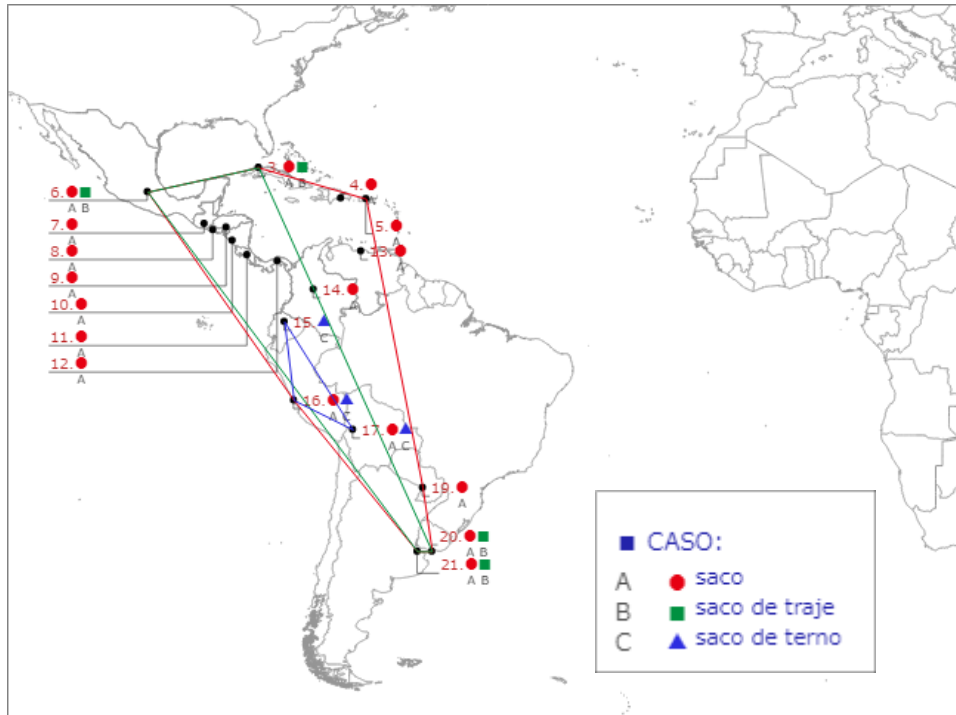 3.
A B
4.
6.
A B
5.
A
7.
A
13.
A
8.
A
9.
A
14.
A
10.
A
15.
C
11.
A
12.
A
16.
A C
17.
A C
19.
A
20.
A B
21.
A B
CASO:
A saco
B saco de traje
C saco de terno